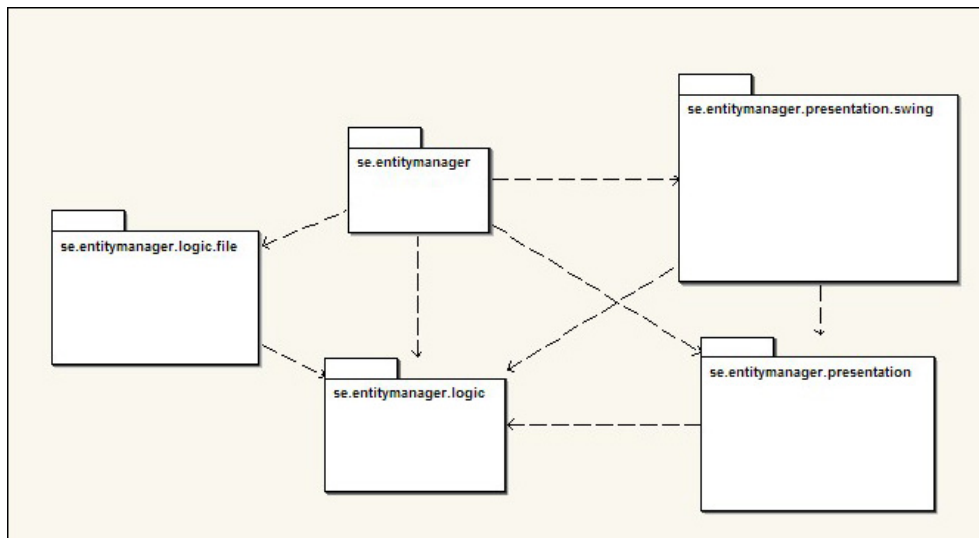 se.entitymanager.presentation.swing
se.entitymanager
se.entitymanager.logic.file
se.entitymanager.logic
se.entitymanager.presentation